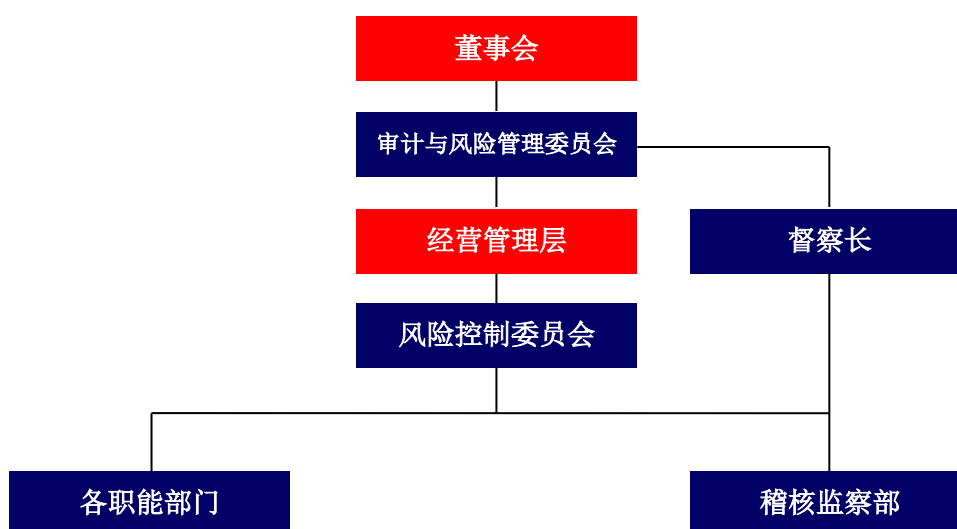 董事会
审计与风险管理委员会
经营管理层
督察长
风险控制委员会
各职能部门
稽核监察部